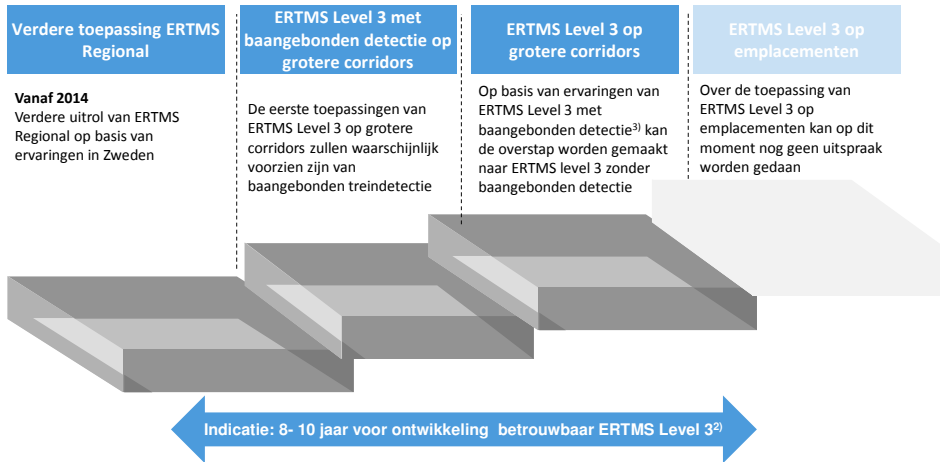 Verdere toepassing ERTMS
Regional
Vanaf 2014
Verdere uitrol van ERTMS
Regional op basis van
ervaringen in Zweden
ERTMS Level 3 met
baangebonden detectie op
grotere corridors
De eerste toepassingen van
ERTMS Level 3 op grotere
corridors zullen waarschijnlijk
voorzien zijn van
baangebonden treindetectie
ERTMS Level 3 op
grotere corridors
Op basis van ervaringen van
ERTMS Level 3 met
baangebonden detectie3) kan
de overstap worden gemaakt
naar ERTMS level 3 zonder
baangebonden detectie
ERTMS Level 3 op
emplacementen
Over de toepassing van
ERTMS Level 3 op
emplacementen kan op dit
moment nog geen uitspraak
worden gedaan
Indicatie: 8- 10 jaar voor ontwikkeling betrouwbaar ERTMS Level 32)